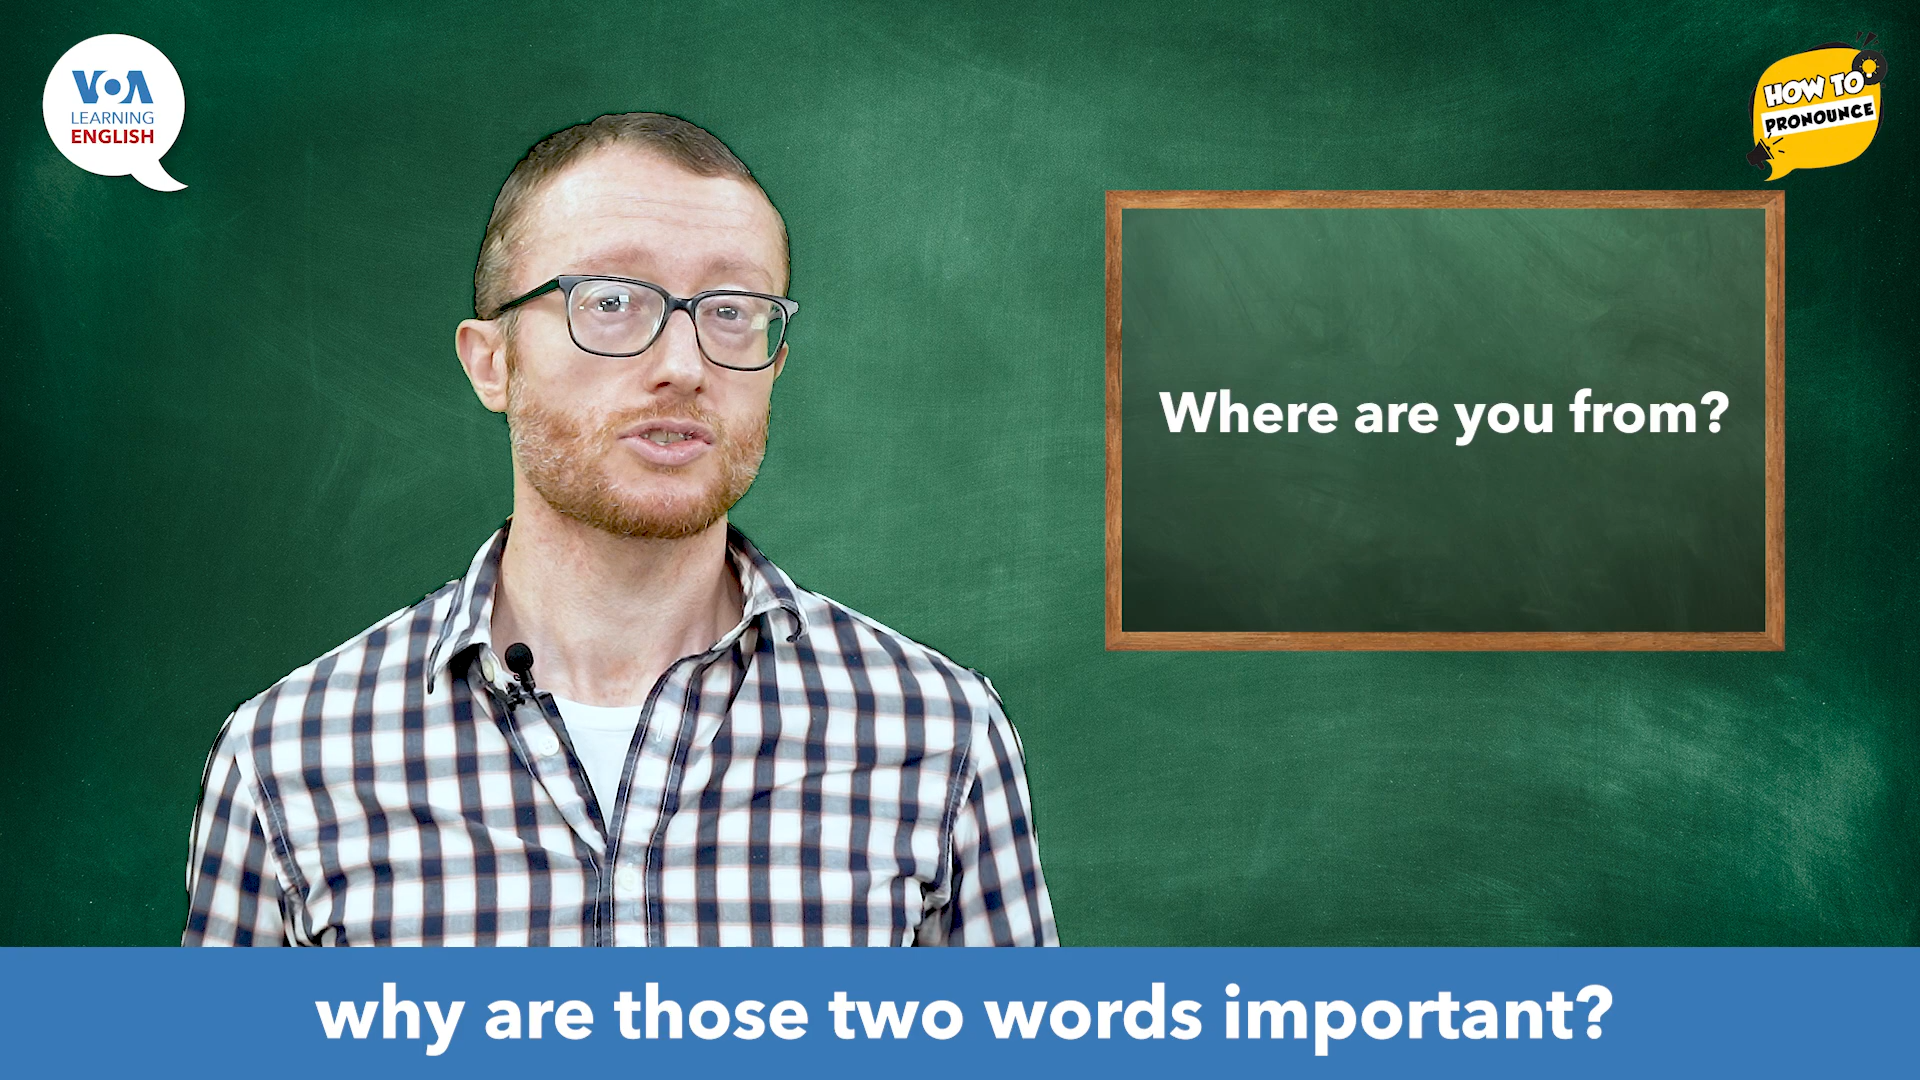 VOA
LEARNING
ENGLISH
HOW TO
PRONOUNCE
Where are you from?
why are those two words important?